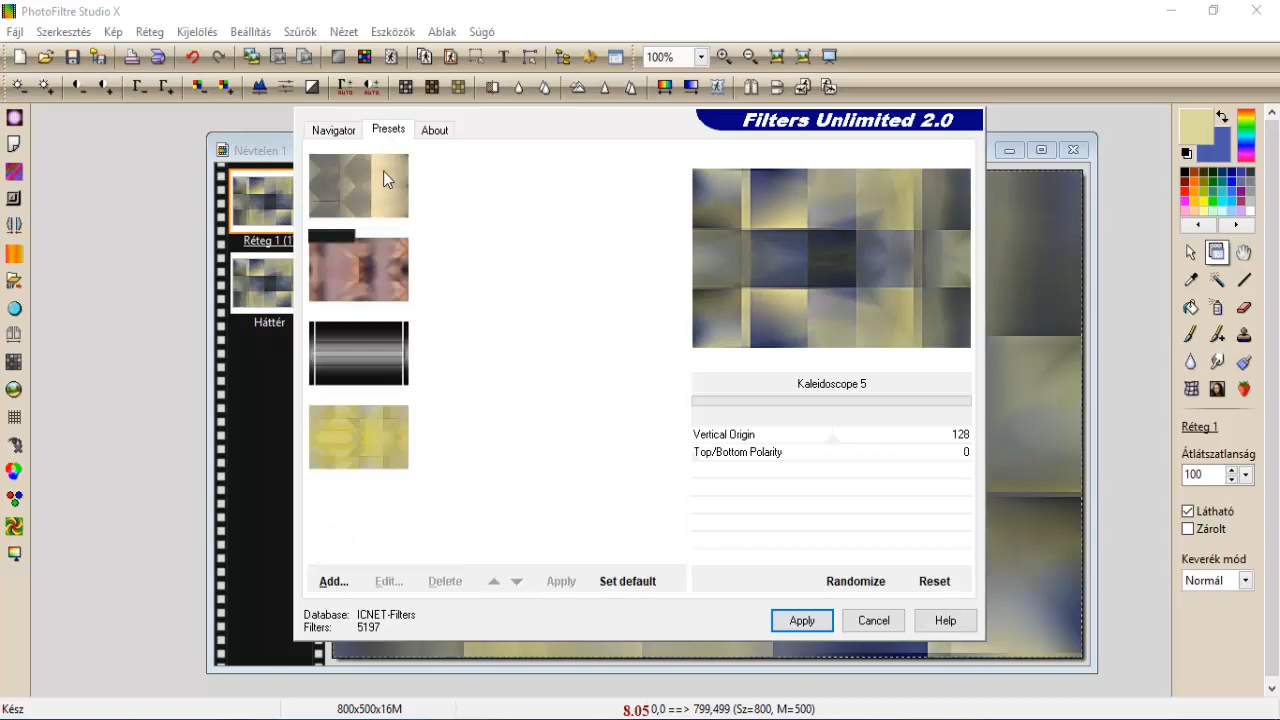 PhotoFiltre Studio X
Fájl Szerkesztés Kép Réteg Kijelölés Beállítás Szűrők Nézet Eszközök Ablak Súgó
100%
AUTO AUTO
Névtelen 1
Navigator Presets About
Filters Unlimited 2.0
Réteg 1 (1
Háttér
Kaleidoscope 5
Vertical Origin 128
Top/Bottom Polarity 0
Add... Edit... Delete Apply Set default
Randomize Reset
Database: ICNET-Filters
Filters: 5197
Apply Cancel Help
Réteg 1
Átlátszatlanság
100
Látható
Zárolt
Keverék mód
Normál
Kész
800x500x16M
8.05 0,0 ==> 799,499 (Sz=800, M=500)